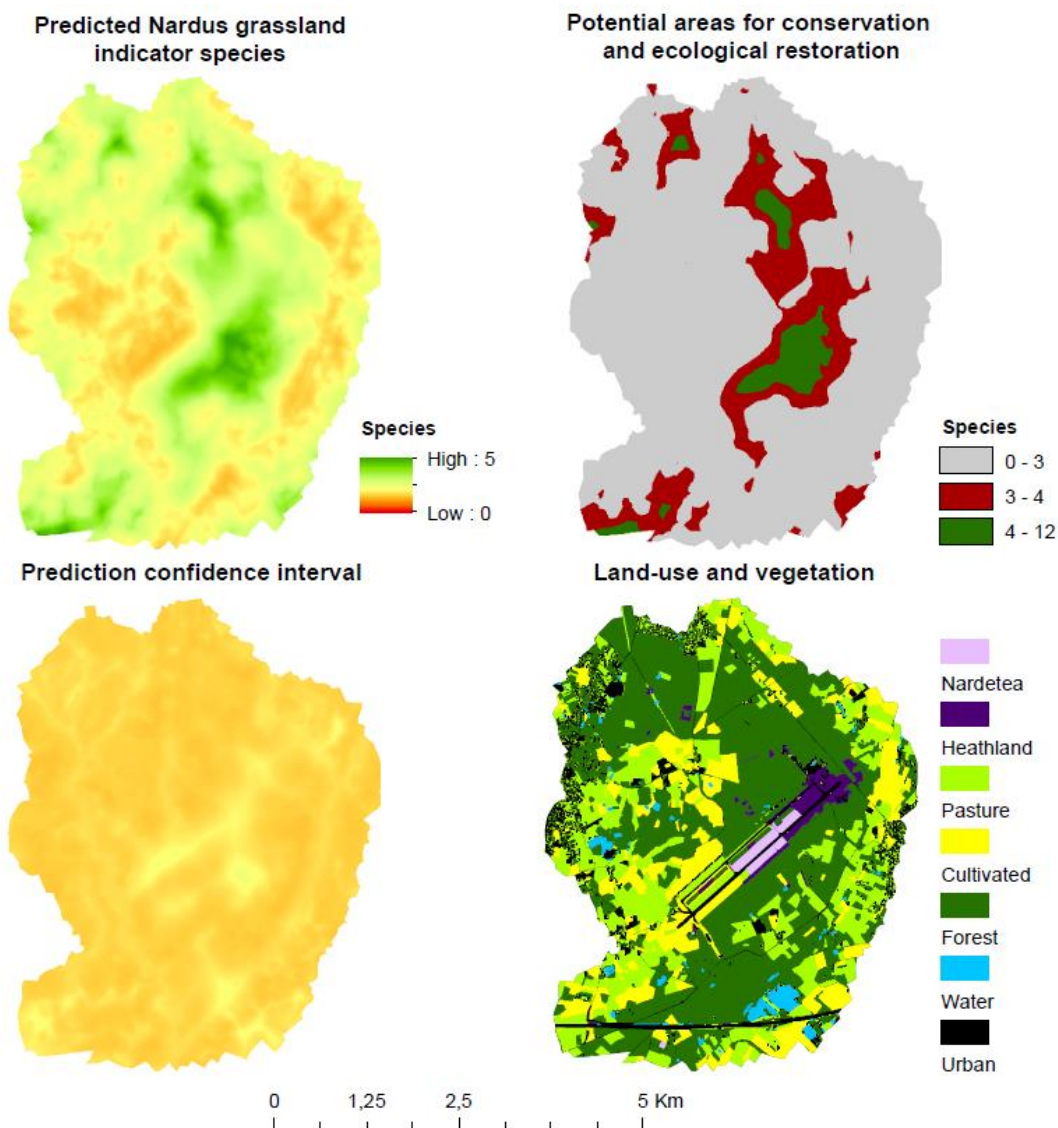 Predicted Nardus grassland
indicator species
Potential areas for conservation
and ecological restoration
Species
High : 5
Low : 0
Species
0 - 3
3 - 4
4 - 12
Prediction confidence interval
Land-use and vegetation
Nardetea
Heathland
Pasture
Cultivated
Forest
Water
Urban
0 1,25 2,5 5 Km